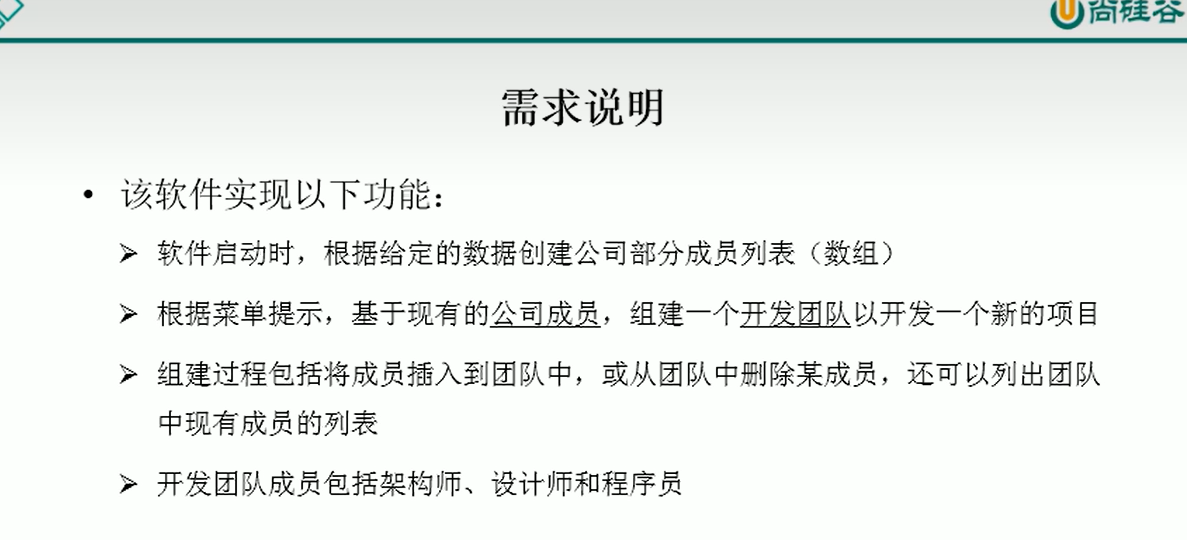 尚硅谷
需求说明
• 该软件实现以下功能：
➢ 软件启动时，根据给定的数据创建公司部分成员列表（数组）
➢ 根据菜单提示，基于现有的公司成员，组建一个开发团队以开发一个新的项目
➢ 组建过程包括将成员插入到团队中，或从团队中删除某成员，还可以列出团队
中现有成员的列表
➢ 开发团队成员包括架构师、设计师和程序员